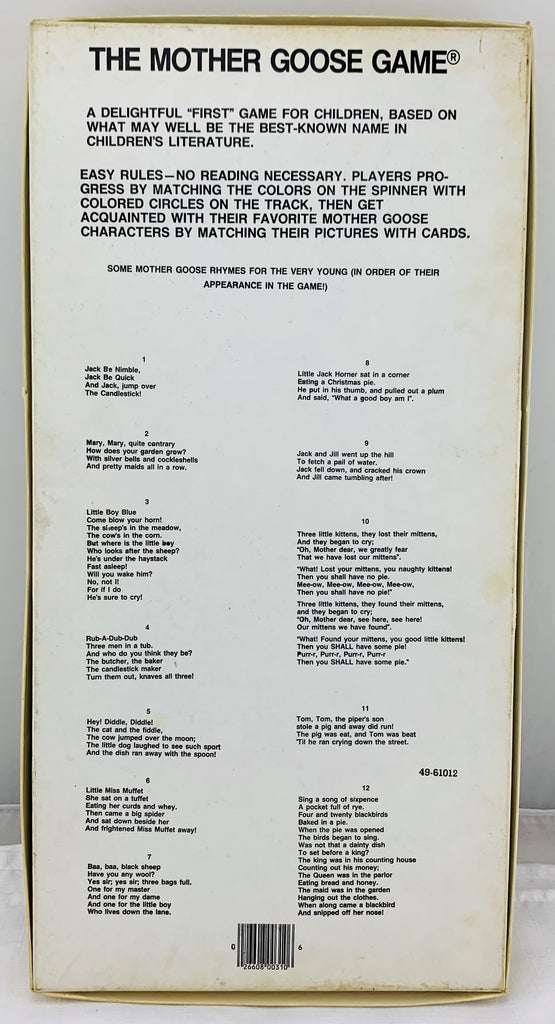 THE MOTHER GOOSE GAME®
A DELIGHTFUL "FIRST" GAME FOR CHILDREN, BASED ON
WHAT MAY WELL BE THE BEST-KNOWN NAME IN
CHILDREN'S LITERATURE.
EASY RULES—NO READING NECESSARY. PLAYERS PRO-
GRESS BY MATCHING THE COLORS ON THE SPINNER WITH
COLORED CIRCLES ON THE TRACK, THEN GET
ACQUAINTED WITH THEIR FAVORITE MOTHER GOOSE
CHARACTERS BY MATCHING THEIR PICTURES WITH CARDS.
SOME MOTHER GOOSE RHYMES FOR THE VERY YOUNG (IN ORDER OF THEIR
APPEARANCE IN THE GAME!)
1
Jack Be Nimble,
Jack Be Quick
And Jack, jump over
The Candlestick!
2
Mary, Mary, quite contrary
How does your garden grow?
With silver bells and cockleshells
And pretty maids all in a row.
3
Little Boy Blue
Come blow your horn!
The sheep's in the meadow,
The cow's in the corn.
But where is the little boy
Who looks after the sheep?
He's under the haystack
Fast asleep!
Will you wake him?
No, not I!
For if I do
He's sure to cry!
4
Rub-A-Dub-Dub
Three men in a tub.
And who do you think they be?
The butcher, the baker
The candlestick maker
Turn them out, knaves all three!
5
Hey! Diddle, Diddle!
The cat and the fiddle,
The cow jumped over the moon;
The little dog laughed to see such sport
And the dish ran away with the spoon!
6
Little Miss Muffet
She sat on a tuffet
Eating her curds and whey.
Then came a big spider
And sat down beside her
And frightened Miss Muffet away!
7
Baa, baa, black sheep
Have you any wool?
Yes sir; yes sir; three bags full.
One for my master
And one for my dame
And one for the little boy
Who lives down the lane.
8
Little Jack Horner sat in a corner
Eating a Christmas pie.
He put in his thumb, and pulled out a plum
And said, "What a good boy am I".
9
Jack and Jill went up the hill
To fetch a pail of water.
Jack fell down, and cracked his crown
And Jill came tumbling after!
10
Three little kittens, they lost their mittens,
And they began to cry;
"Oh, Mother dear, we greatly fear
That we have lost our mittens".
"What! Lost your mittens, you naughty kittens!
Then you shall have no pie.
Mee-ow, Mee-ow, Mee-ow, Mee-ow,
Then you shall have no pie!"
Three little kittens, they found their mittens,
and they began to cry;
"Oh, Mother dear, see here, see here!
Our mittens we have found".
"What! Found your mittens, you good little kittens!
Then you SHALL have some pie!
Purr-r, Purr-r, Purr-r, Purr-r
Then you SHALL have some pie."
11
Tom, Tom, the piper's son
stole a pig and away did run!
The pig was eat, and Tom was beat
'Til he ran crying down the street.
49-61012
12
Sing a song of sixpence
A pocket full of rye.
Four and twenty blackbirds
Baked in a pie.
When the pie was opened
The birds began to sing.
Was not that a dainty dish
To set before a king?
The king was in his counting house
Counting out his money;
The Queen was in the parlor
Eating bread and honey.
The maid was in the garden
Hanging out the clothes.
When along came a blackbird
And snipped off her nose!
0 26608 00310 6